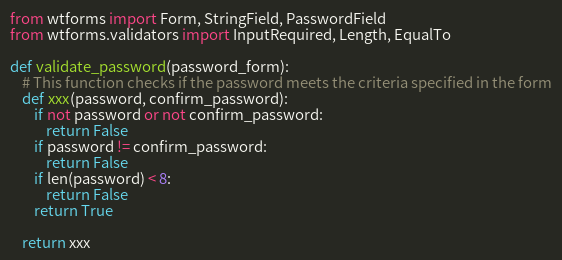 from wtforms import Form, StringField, PasswordField
from wtforms.validators import InputRequired, Length, EqualTo

def validate_password(password_form):
    # This function checks if the password meets the criteria specified in the form
    def xxx(password, confirm_password):
        if not password or not confirm_password:
            return False
        if password != confirm_password:
            return False
        if len(password) < 8:
            return False
        return True

    return xxx